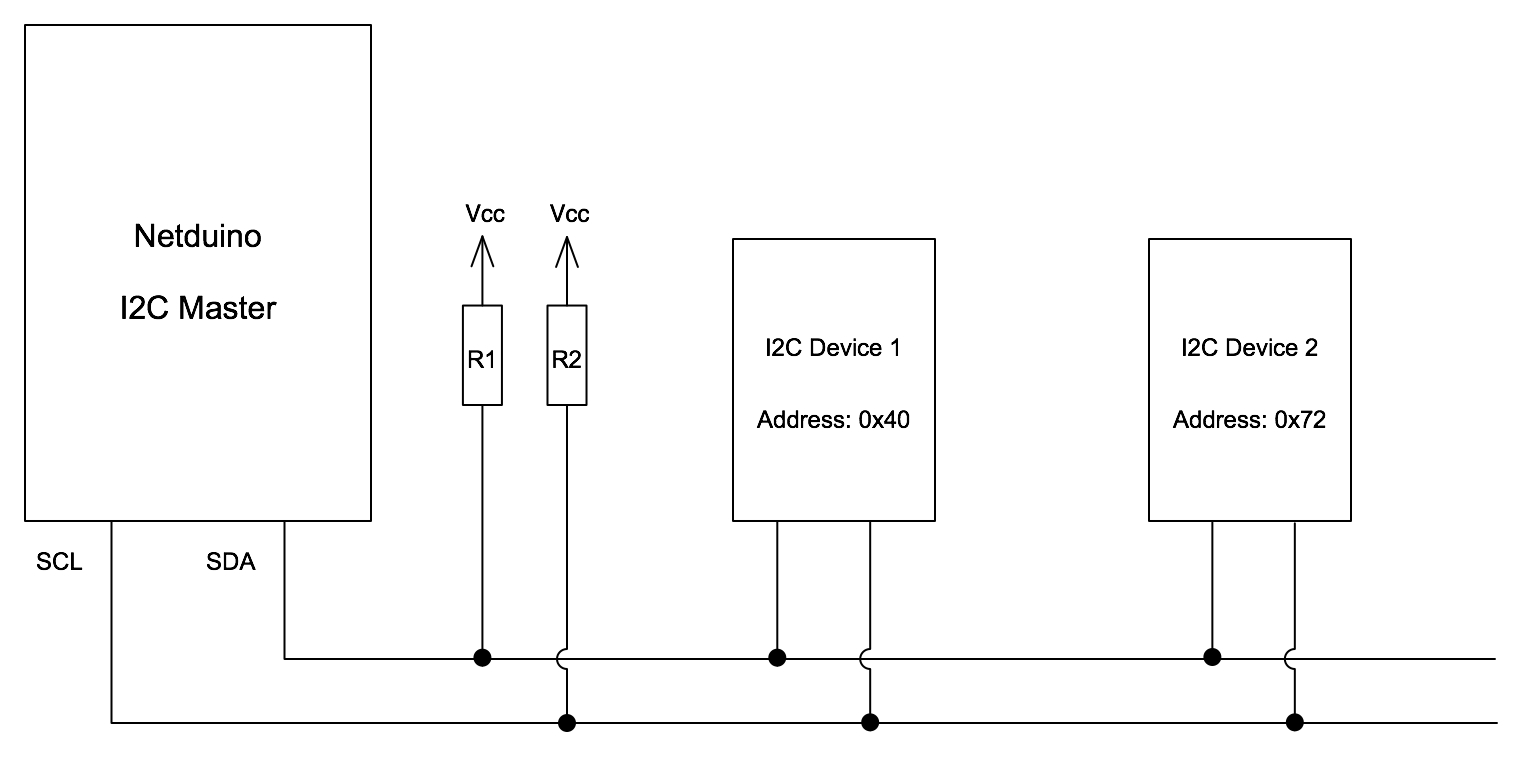 Netduino
I2C Master
SCL
SDA
Vcc
Vcc
R1
R2
I2C Device 1
Address: 0x40
I2C Device 2
Address: 0x72